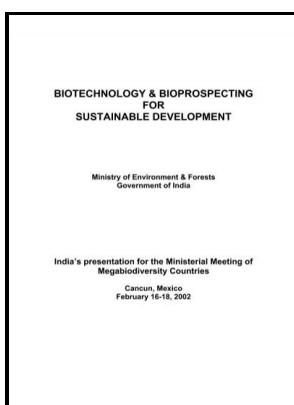 BIOTECHNOLOGY & BIOPROSPECTING
FOR
SUSTAINABLE DEVELOPMENT
Ministry of Environment & Forests
Government of India
India's presentation for the Ministerial Meeting of
Megabiodiversity Countries
Cancun, Mexico
February 16-18, 2002